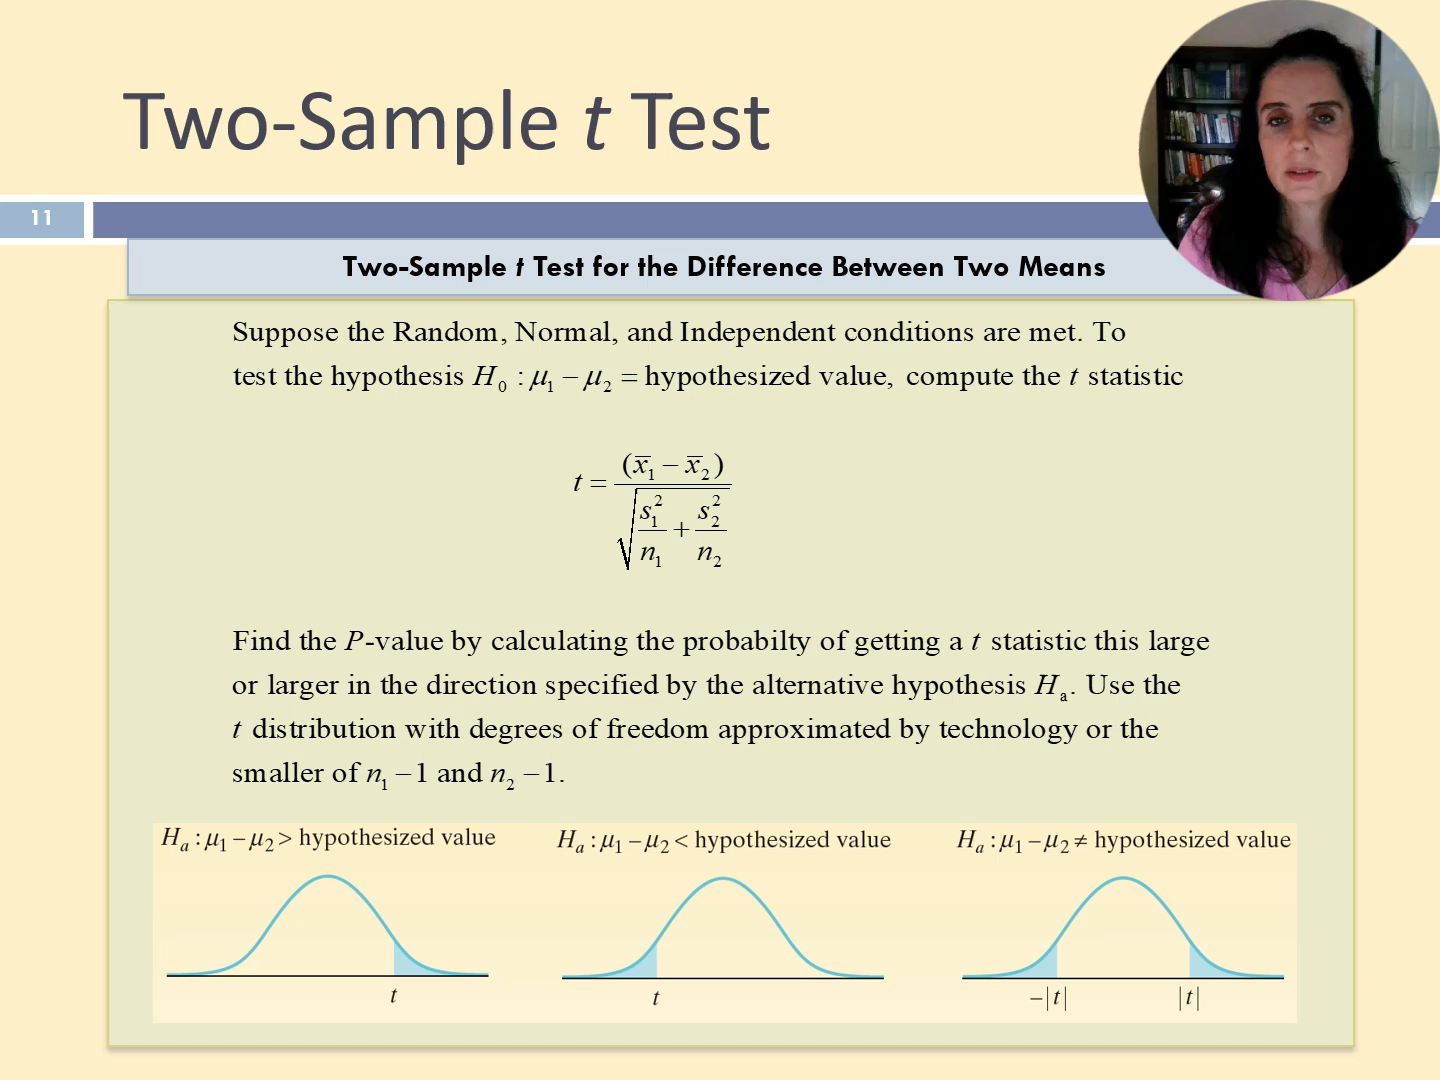 Two-Sample t Test
11
Two-Sample t Test for the Difference Between Two Means
Suppose the Random, Normal, and Independent conditions are met. To
test the hypothesis H₀ : μ₁ − μ₂ = hypothesized value, compute the t statistic
t = (x̄₁ − x̄₂) / √(s₁²/n₁ + s₂²/n₂)
Find the P-value by calculating the probabilty of getting a t statistic this large
or larger in the direction specified by the alternative hypothesis Hₐ. Use the
t distribution with degrees of freedom approximated by technology or the
smaller of n₁ − 1 and n₂ − 1.
Hₐ : μ₁ − μ₂ > hypothesized value
Hₐ : μ₁ − μ₂ < hypothesized value
Hₐ : μ₁ − μ₂ ≠ hypothesized value
t
t
−|t|
|t|